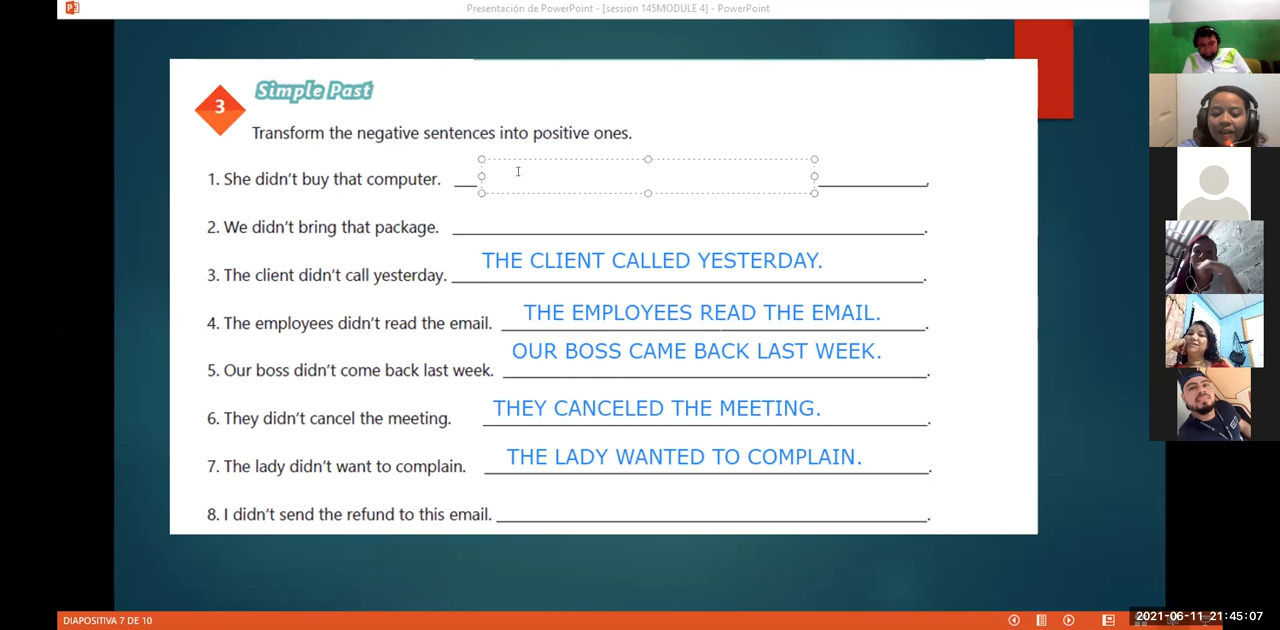 Presentación de PowerPoint - [session 145MODULE 4] - PowerPoint
3
Simple Past
Transform the negative sentences into positive ones.
1. She didn't buy that computer. ______.
2. We didn't bring that package. ______.
3. The client didn't call yesterday. THE CLIENT CALLED YESTERDAY. .
4. The employees didn't read the email. THE EMPLOYEES READ THE EMAIL. .
5. Our boss didn't come back last week. OUR BOSS CAME BACK LAST WEEK. .
6. They didn't cancel the meeting. THEY CANCELED THE MEETING. .
7. The lady didn't want to complain. THE LADY WANTED TO COMPLAIN. .
8. I didn't send the refund to this email. ______.
DIAPOSITIVA 7 DE 10
2021-06-11 21:45:07